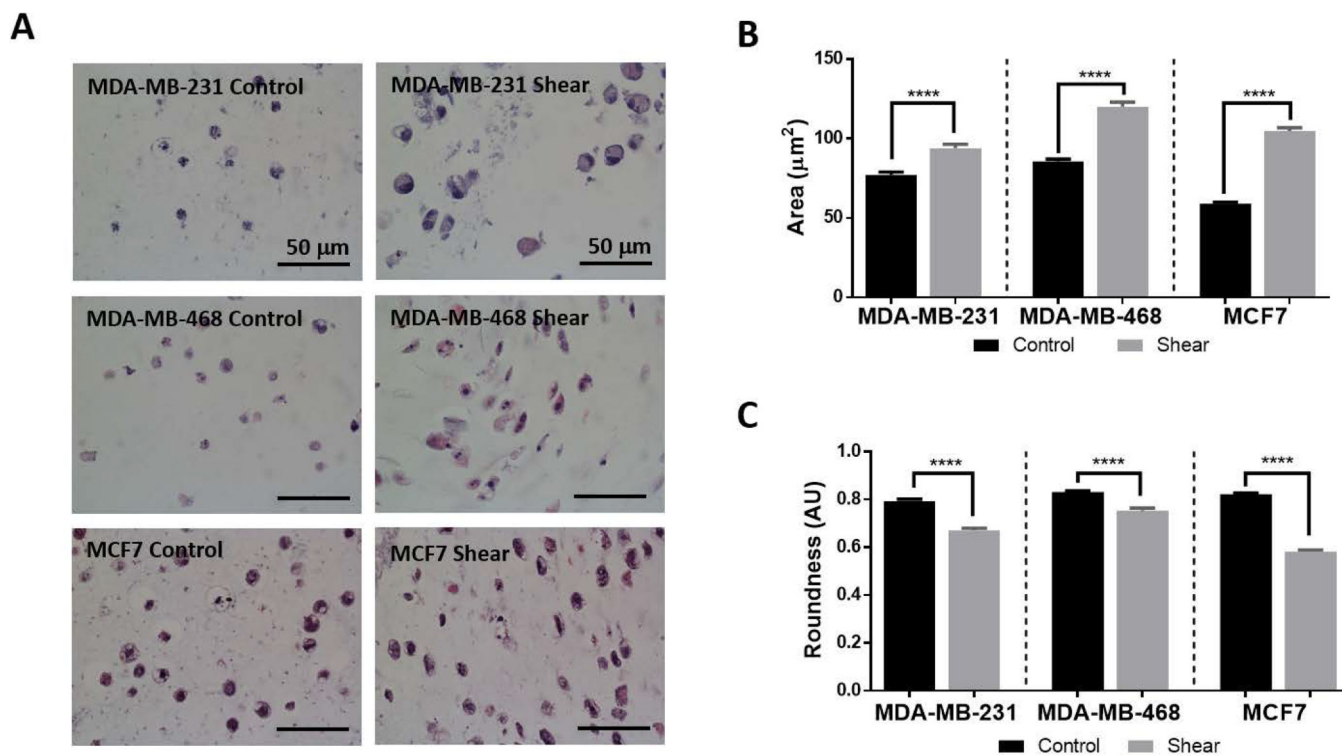 A
MDA-MB-231 Control
MDA-MB-231 Shear
50 μm
50 μm
MDA-MB-468 Control
MDA-MB-468 Shear
MCF7 Control
MCF7 Shear
B
150
100
50
0
Area (μm²)
****
****
****
MDA-MB-231
MDA-MB-468
MCF7
Control
Shear
C
1.0
0.8
0.6
0.4
0.2
0.0
Roundness (AU)
****
****
****
MDA-MB-231
MDA-MB-468
MCF7
Control
Shear